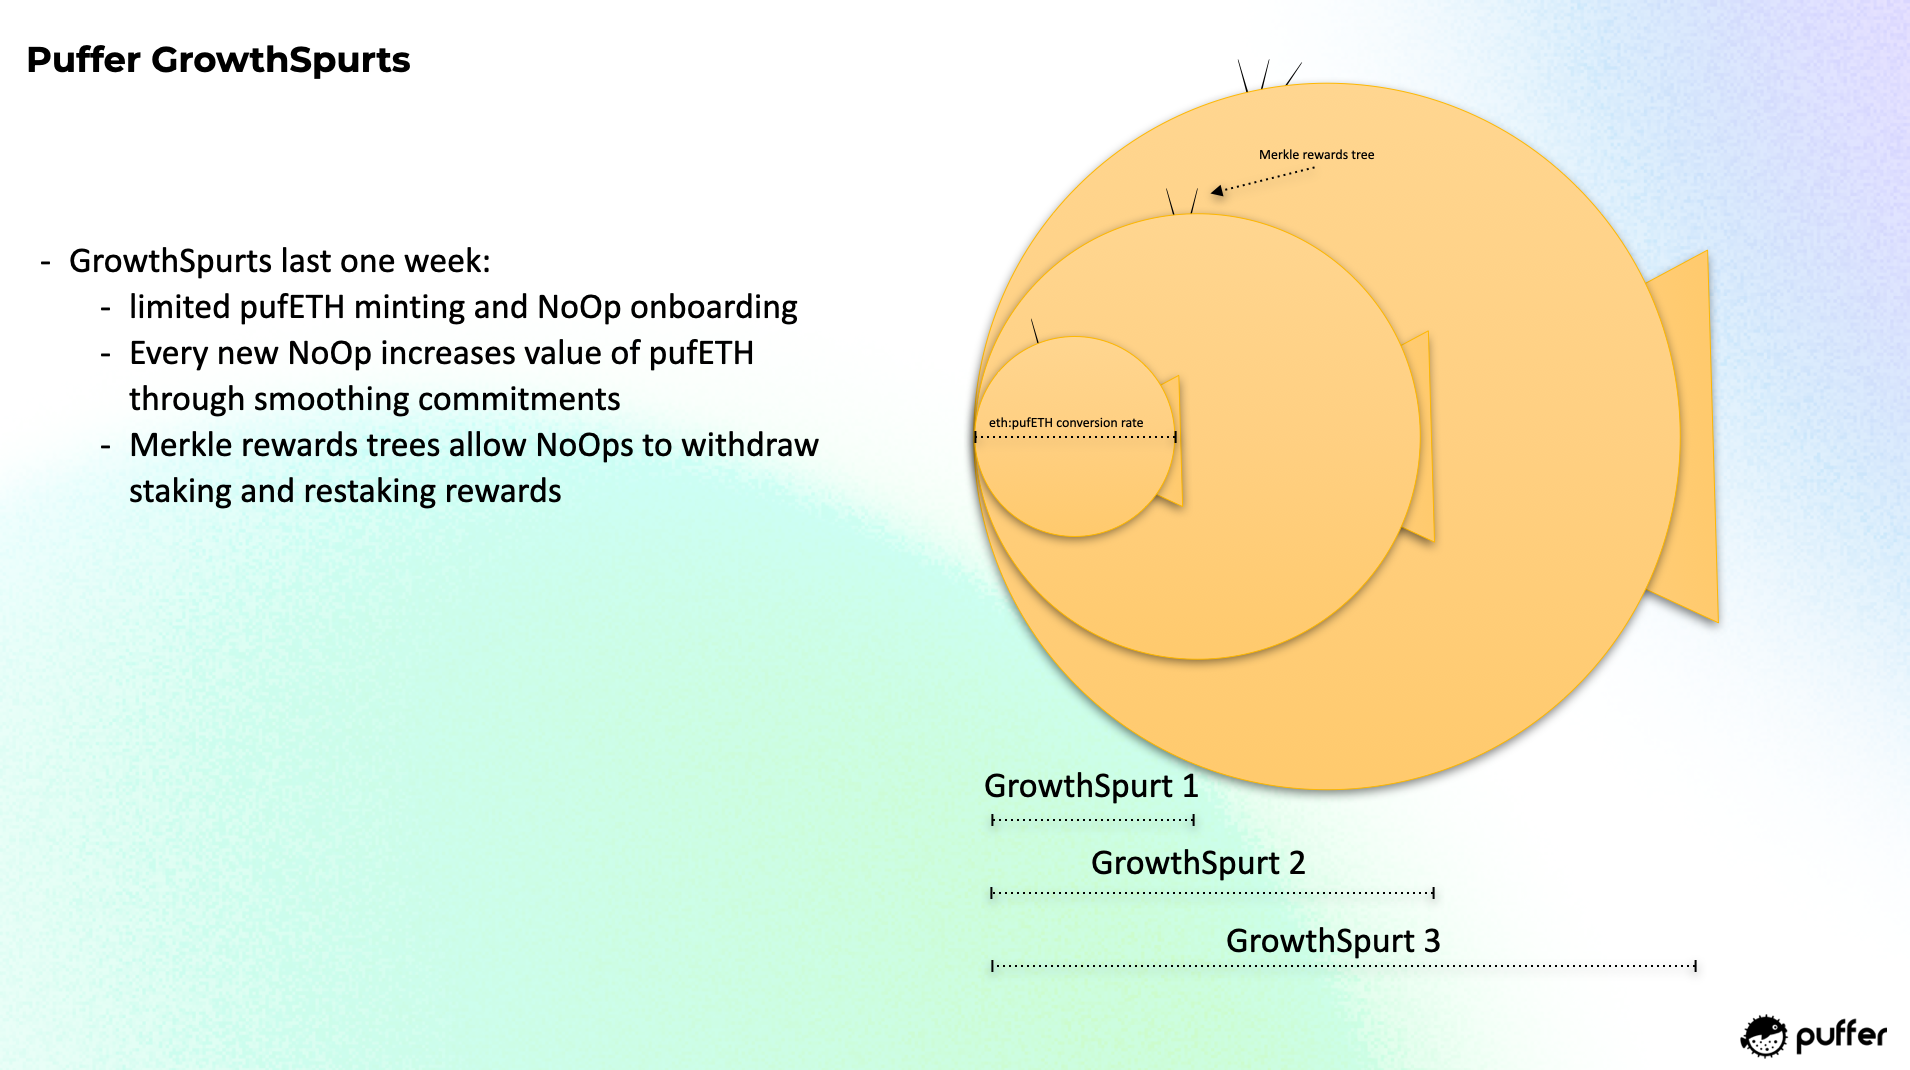 Puffer GrowthSpurts
Merkle rewards tree
- GrowthSpurts last one week:
- limited pufETH minting and NoOp onboarding
- Every new NoOp increases value of pufETH
through smoothing commitments
- Merkle rewards trees allow NoOps to withdraw
staking and restaking rewards
eth:pufETH conversion rate
GrowthSpurt 1
GrowthSpurt 2
GrowthSpurt 3
puffer